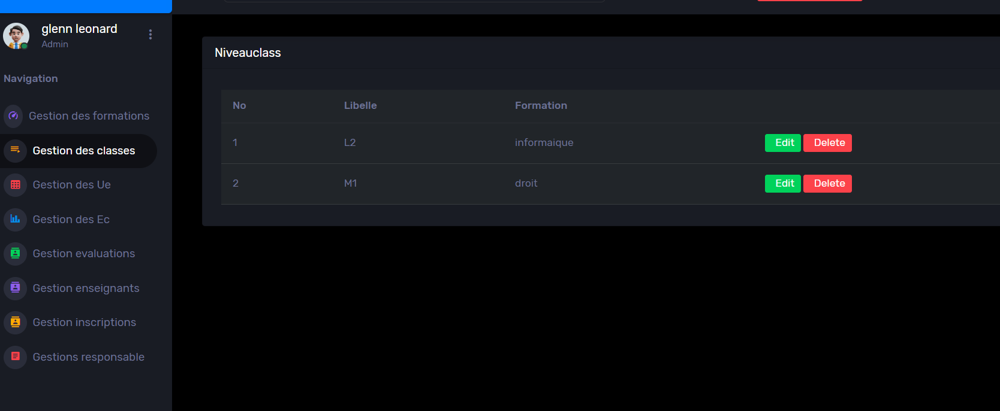 glenn leonard
Admin
Navigation
Gestion des formations
Gestion des classes
Gestion des Ue
Gestion des Ec
Gestion evaluations
Gestion enseignants
Gestion inscriptions
Gestions responsable
Niveauclass
No Libelle Formation
1 L2 informaique Edit Delete
2 M1 droit Edit Delete